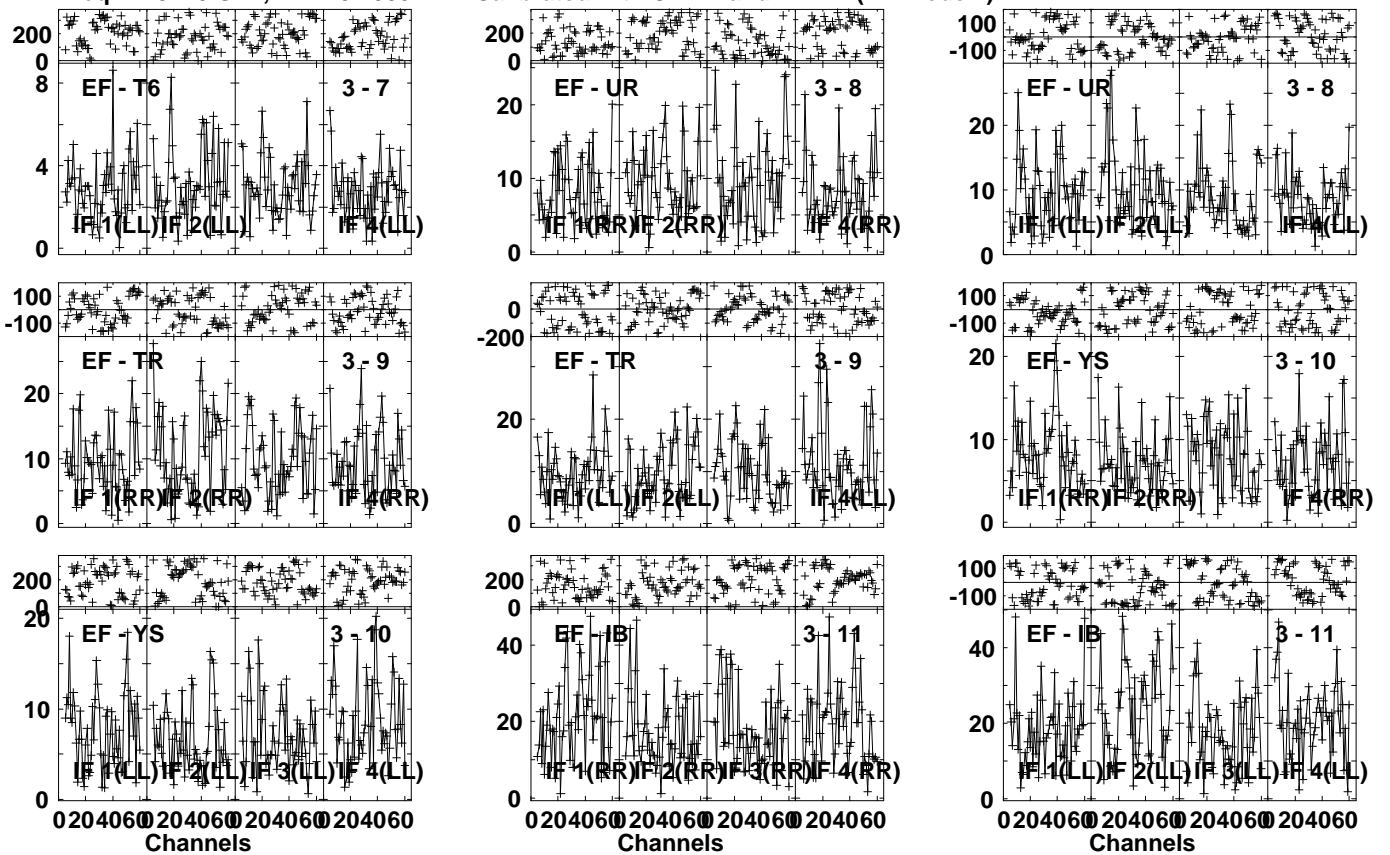 200
0
8
4
0
EF - T6
3 - 7
IF 1(LL)
IF 2(LL)
IF 4(LL)
20
10
0
200
0
EF - UR
3 - 8
IF 1(RR)
IF 2(RR)
IF 4(RR)
100
-100
20
10
0
EF - UR
3 - 8
IF 1(LL)
IF 2(LL)
IF 4(LL)
100
-100
20
10
0
EF - TR
3 - 9
IF 1(RR)
IF 2(RR)
IF 4(RR)
0
-200
20
0
EF - TR
3 - 9
IF 1(LL)
IF 2(LL)
IF 4(LL)
100
-100
20
10
0
EF - YS
3 - 10
IF 1(RR)
IF 2(RR)
IF 4(RR)
200
0
20
10
0
EF - YS
3 - 10
IF 1(LL)
IF 2(LL)
IF 3(LL)
IF 4(LL)
200
0
40
20
0
EF - IB
3 - 11
IF 1(RR)
IF 2(RR)
IF 3(RR)
IF 4(RR)
100
-100
40
20
0
EF - IB
3 - 11
IF 1(LL)
IF 2(LL)
IF 3(LL)
IF 4(LL)
0 20 40 60 0 20 40 60 0 20 40 60 0 20 40 60
Channels
0 20 40 60 0 20 40 60 0 20 40 60 0 20 40 60
Channels
0 20 40 60 0 20 40 60 0 20 40 60 0 20 40 60
Channels